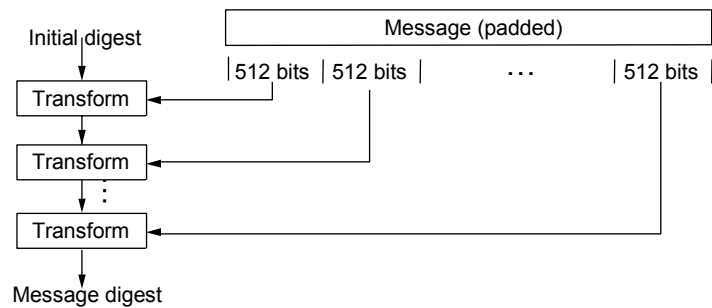 Initial digest
Message (padded)
512 bits 512 bits ... 512 bits
Transform
Transform
Transform
Message digest